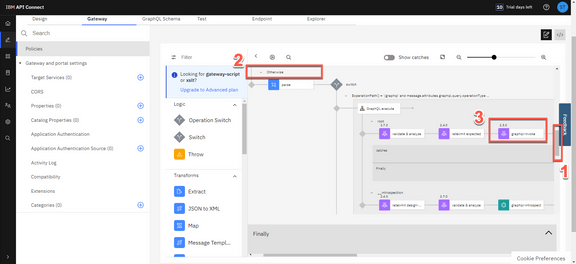 IBM API Connect
10 Trial days left
Design
Gateway
GraphQL Schema
Test
Endpoint
Explorer
Search
Policies
Gateway and portal settings
Target Services (0)
CORS
Properties (0)
Catalog Properties (0)
Application Authentication
Application Authentication Source (0)
Activity Log
Compatibility
Extensions
Categories (0)
Filter
Looking for gateway-script or xslt?
Upgrade to Advanced plan
Logic
Operation Switch
Switch
Throw
Transforms
Extract
JSON to XML
Map
Message Templ...
Show catches
2
Otherwise
parse
switch
GraphQL execute
root
validate & analyze
ratelimit expected
3
graphql invoke
catches
Finally
1
Feedback
__introspection
ratelimit design-...
validate & analyze
graphql introspect
Finally
Cookie Preferences